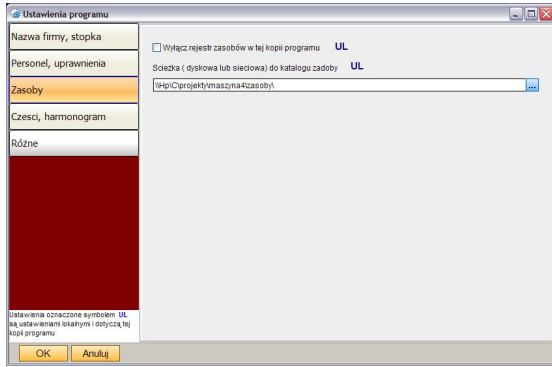 Ustawienia programu
Nazwa firmy, stopka
Personel, uprawnienia
Zasoby
Czesci, harmonogram
Różne
Wyłącz rejestr zasobów w tej kopii programu UL
Scieżka ( dyskowa lub sieciowa) do katalogu zadoby UL
\\Hp\C\projekty\maszyna4\zasoby\
...
Ustawienia oznaczone symbolem UL
są ustawieniami lokalnymi i dotyczą tej
kopii programu
OK Anuluj